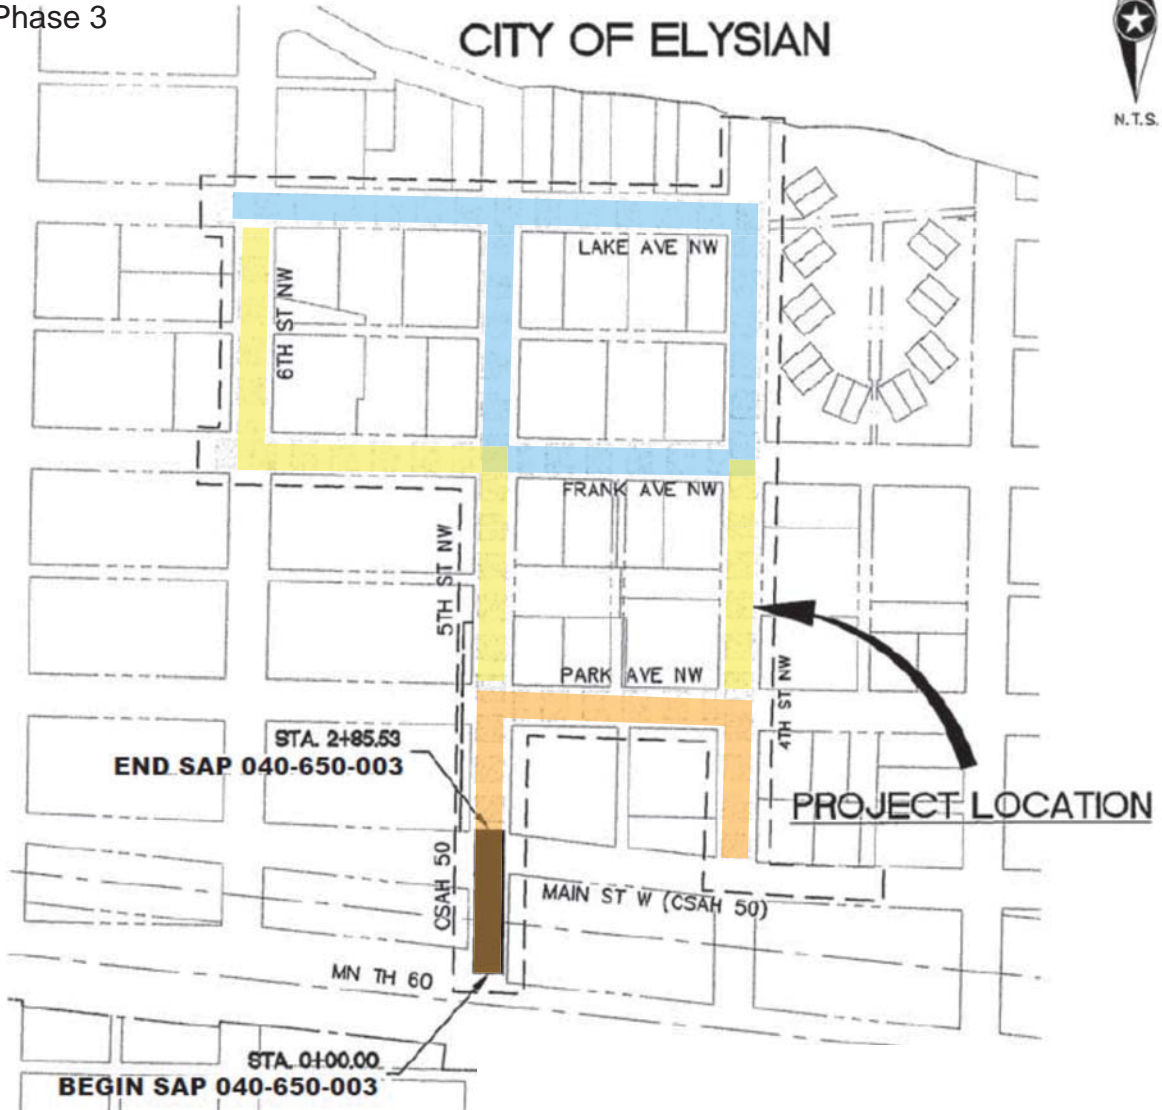 Phase 3
CITY OF ELYSIAN
N.T.S.
LAKE AVE NW
6TH ST NW
FRANK AVE NW
5TH ST NW
PARK AVE NW
4TH ST NW
STA. 2+85.53
END SAP 040-650-003
PROJECT LOCATION
CSAH 50
MAIN ST W (CSAH 50)
MN TH 60
STA. 0+00.00
BEGIN SAP 040-650-003